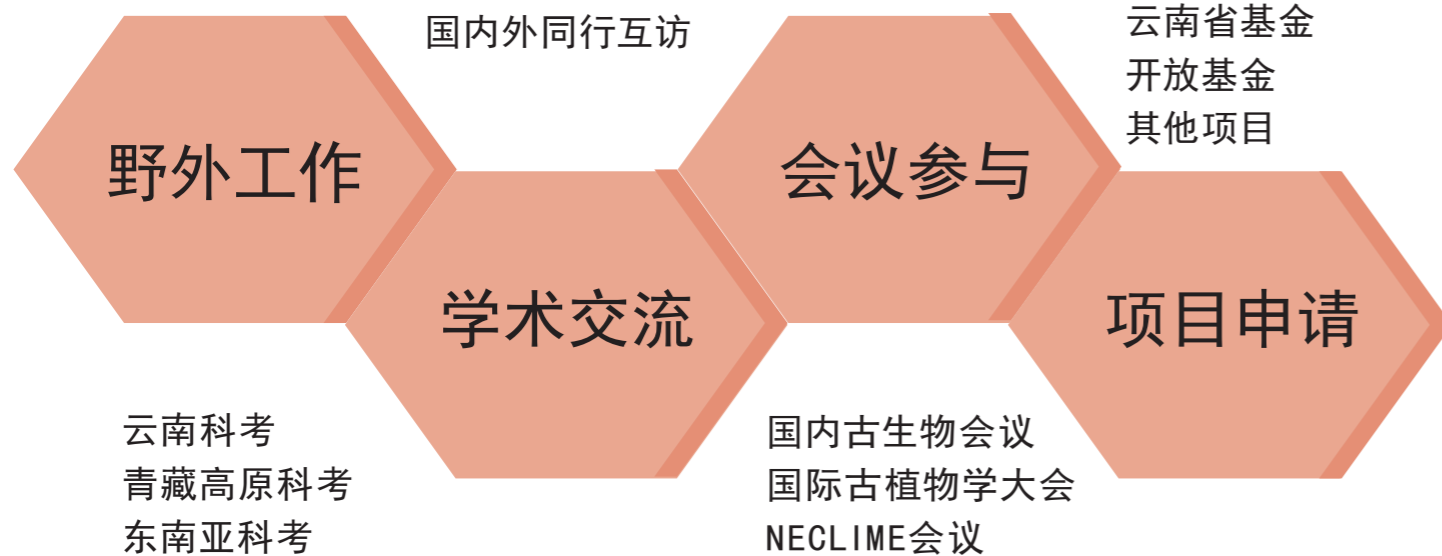 野外工作
云南科考
青藏高原科考
东南亚科考
国内外同行互访
学术交流
会议参与
国内古生物会议
国际古植物学大会
NECLIME会议
云南省基金
开放基金
其他项目
项目申请